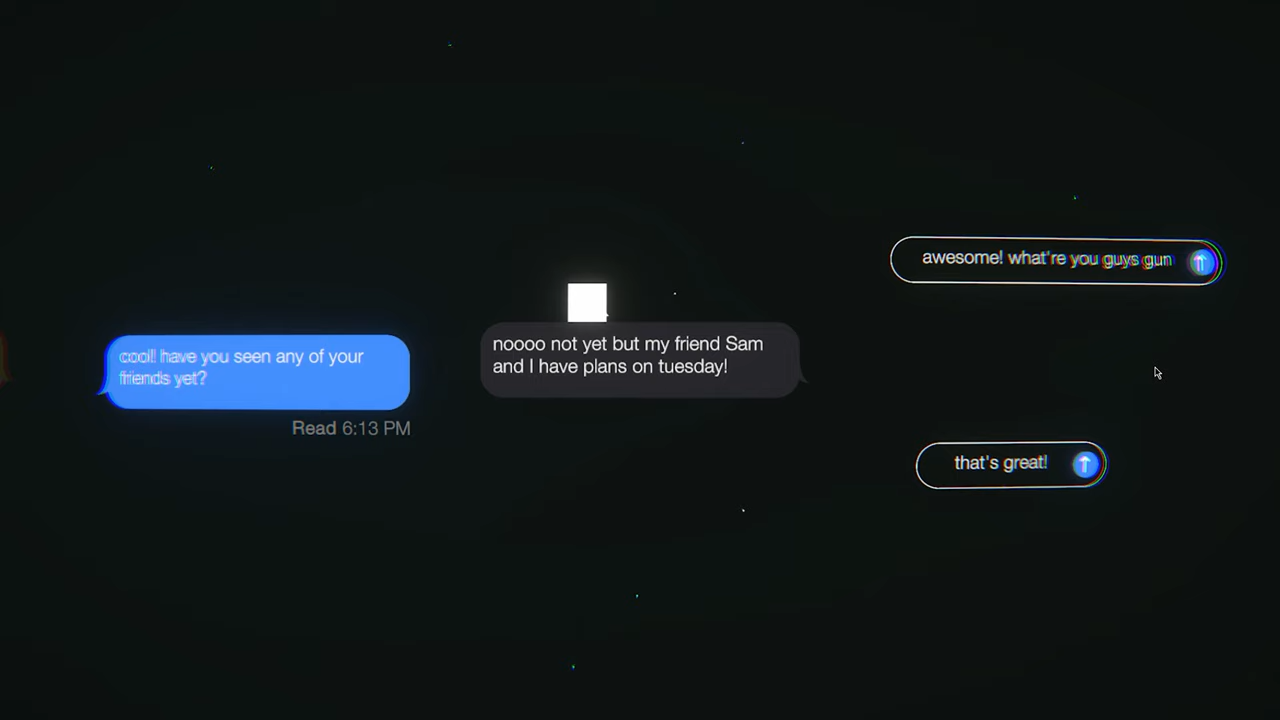 cool! have you seen any of your
friends yet?
Read 6:13 PM
noooo not yet but my friend Sam
and I have plans on tuesday!
awesome! what're you guys gun
that's great!